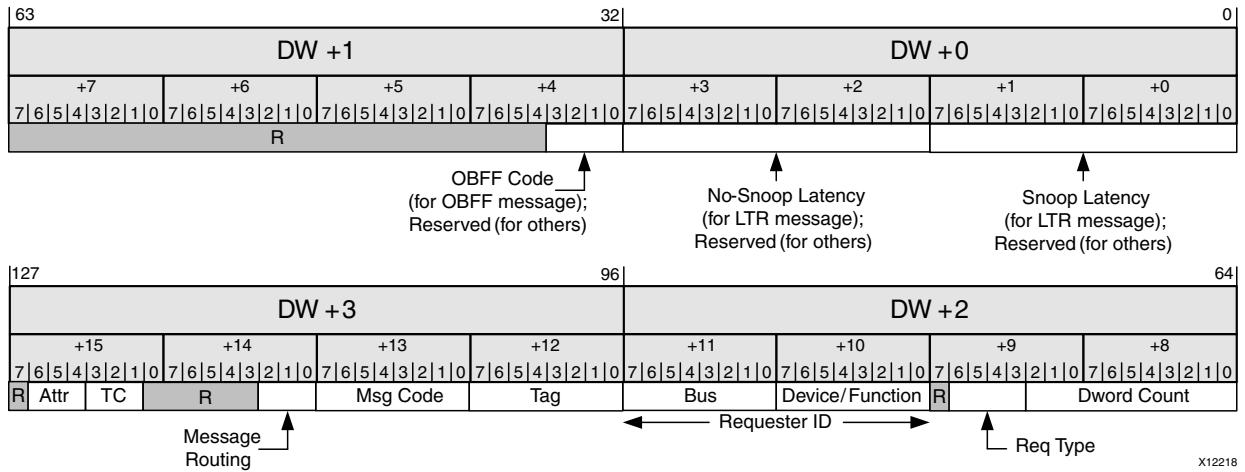 63 32 0
DW +1 DW +0
+7 +6 +5 +4 +3 +2 +1 +0
7 6 5 4 3 2 1 0 7 6 5 4 3 2 1 0 7 6 5 4 3 2 1 0 7 6 5 4 3 2 1 0 7 6 5 4 3 2 1 0 7 6 5 4 3 2 1 0 7 6 5 4 3 2 1 0 7 6 5 4 3 2 1 0
R
OBFF Code
(for OBFF message);
Reserved (for others)
No-Snoop Latency
(for LTR message);
Reserved (for others)
Snoop Latency
(for LTR message);
Reserved (for others)
127 96 64
DW +3 DW +2
+15 +14 +13 +12 +11 +10 +9 +8
7 6 5 4 3 2 1 0 7 6 5 4 3 2 1 0 7 6 5 4 3 2 1 0 7 6 5 4 3 2 1 0 7 6 5 4 3 2 1 0 7 6 5 4 3 2 1 0 7 6 5 4 3 2 1 0 7 6 5 4 3 2 1 0
R Attr TC R Msg Code Tag Bus Device/Function R Dword Count
Message
Routing
Requester ID
Req Type
X12218